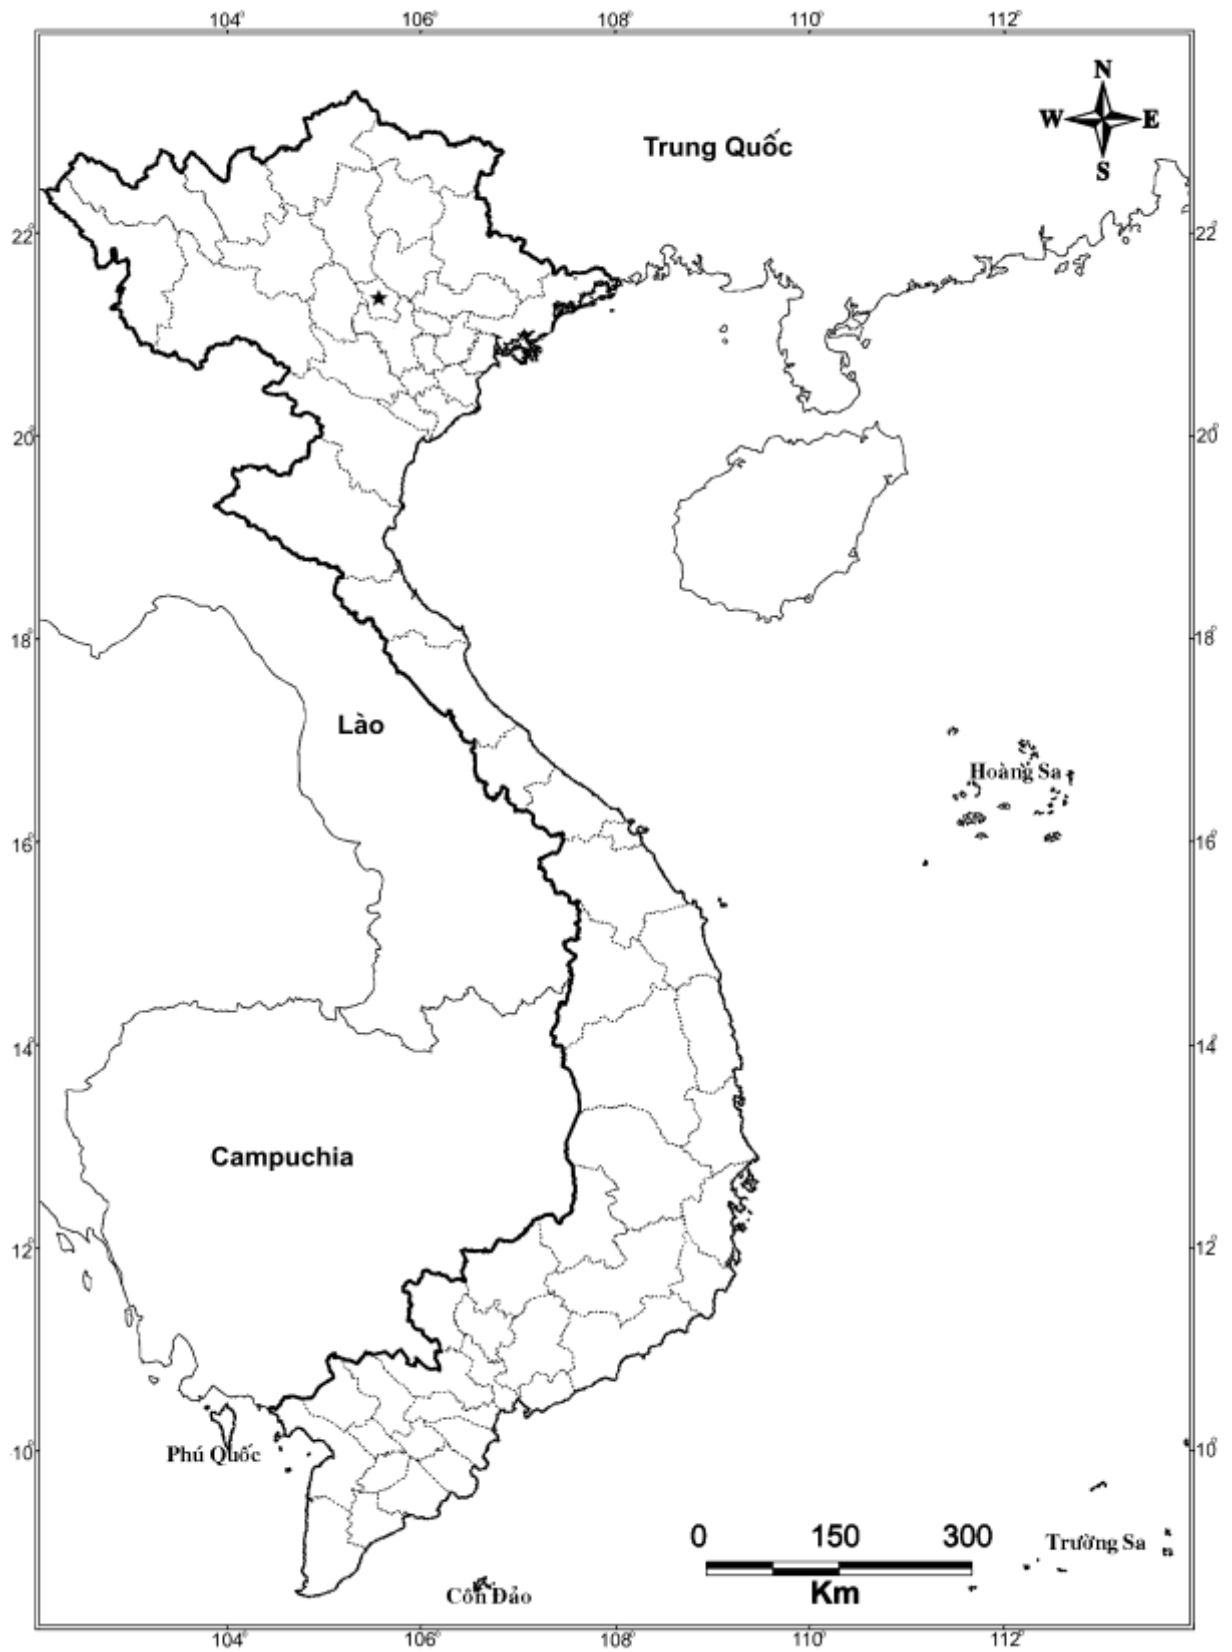 104° 106° 108° 110° 112°
N
W E
S
Trung Quốc
22° 22°
20° 20°
18° 18°
Lào
Hoàng Sa
16° 16°
14° 14°
Campuchia
12° 12°
10° 10°
Phú Quốc
0 150 300
Km
Trường Sa
Côn Đảo
104° 106° 108° 110° 112°